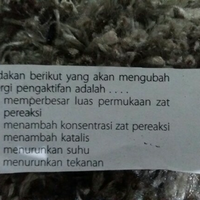 dakan berikut yang akan mengubah
rgi pengaktifan adalah . . . .
memperbesar luas permukaan zat
pereaksi
menambah konsentrasi zat pereaksi
menambah katalis
menurunkan suhu
menurunkan tekanan